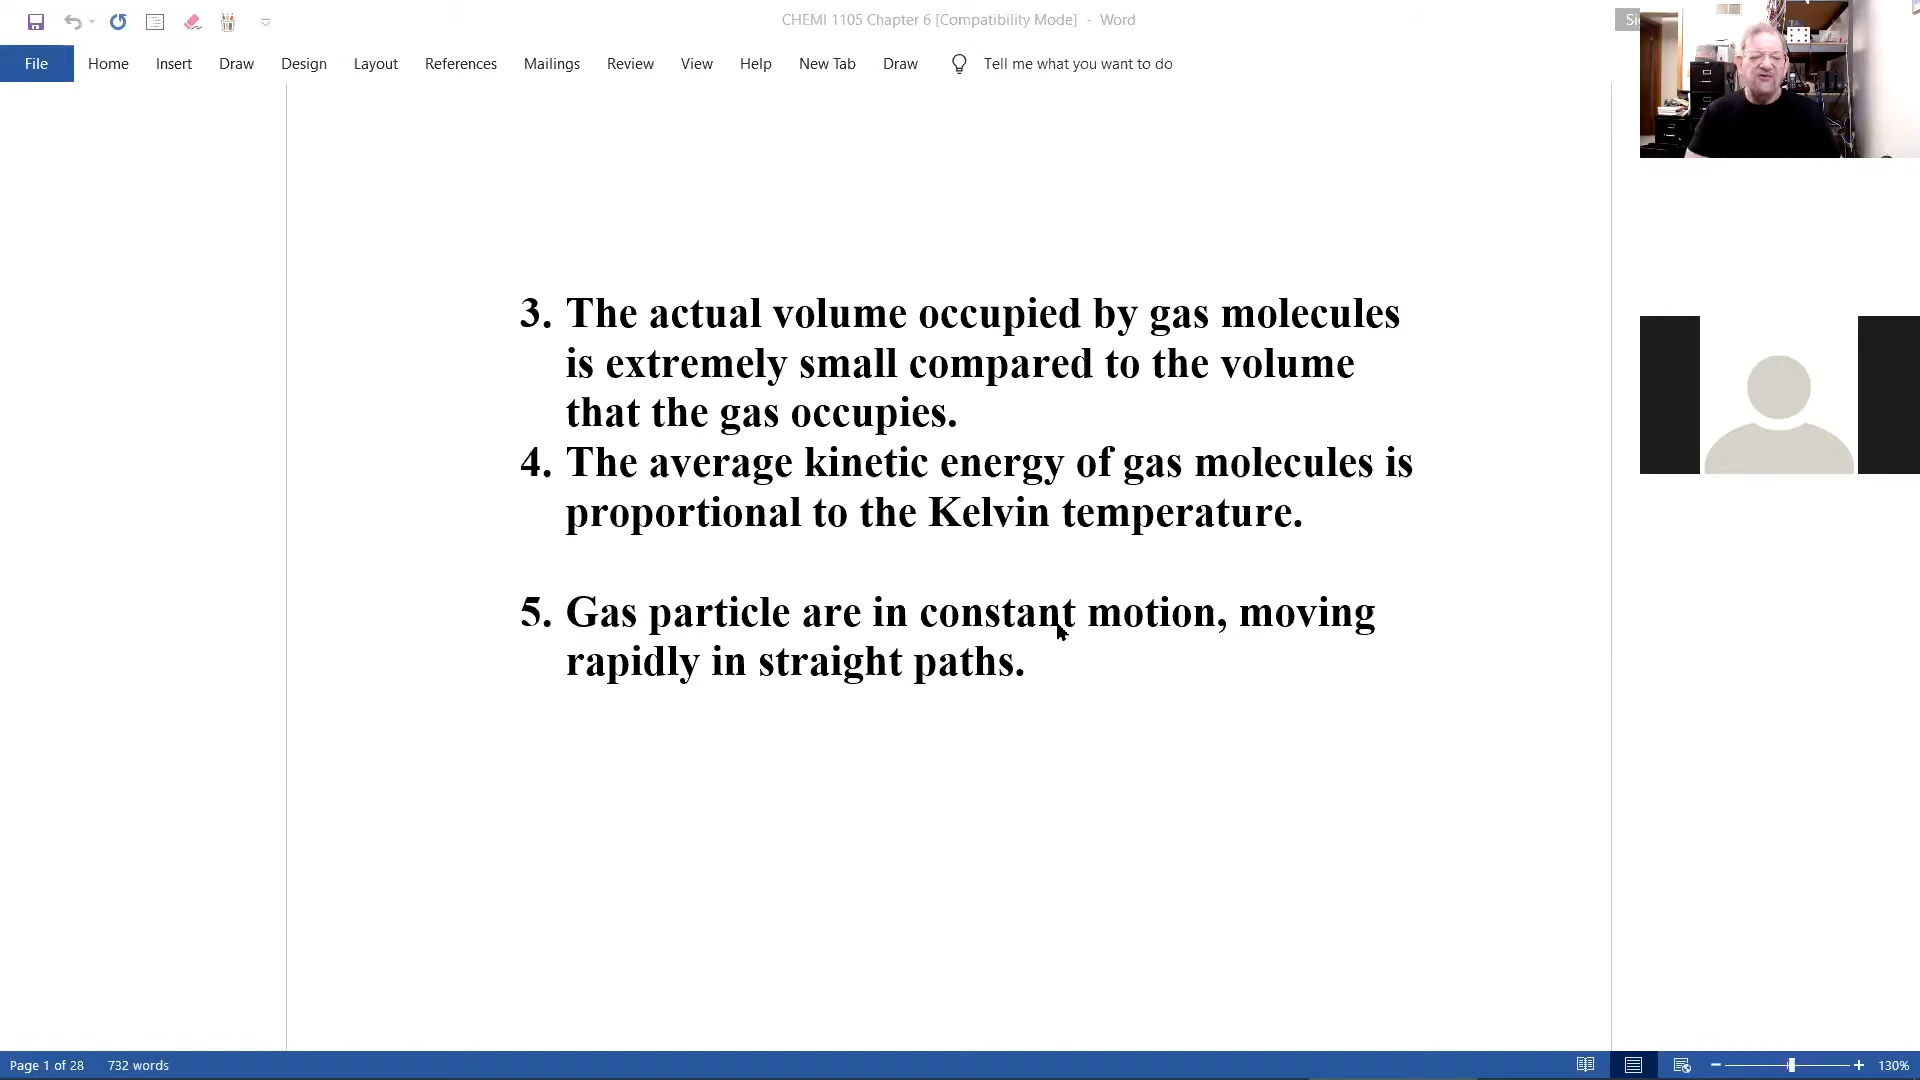 CHEMI 1105 Chapter 6 [Compatibility Mode] - Word
File Home Insert Draw Design Layout References Mailings Review View Help New Tab Draw Tell me what you want to do
3. The actual volume occupied by gas molecules
is extremely small compared to the volume
that the gas occupies.
4. The average kinetic energy of gas molecules is
proportional to the Kelvin temperature.
5. Gas particle are in constant motion, moving
rapidly in straight paths.
Page 1 of 28 732 words 130%